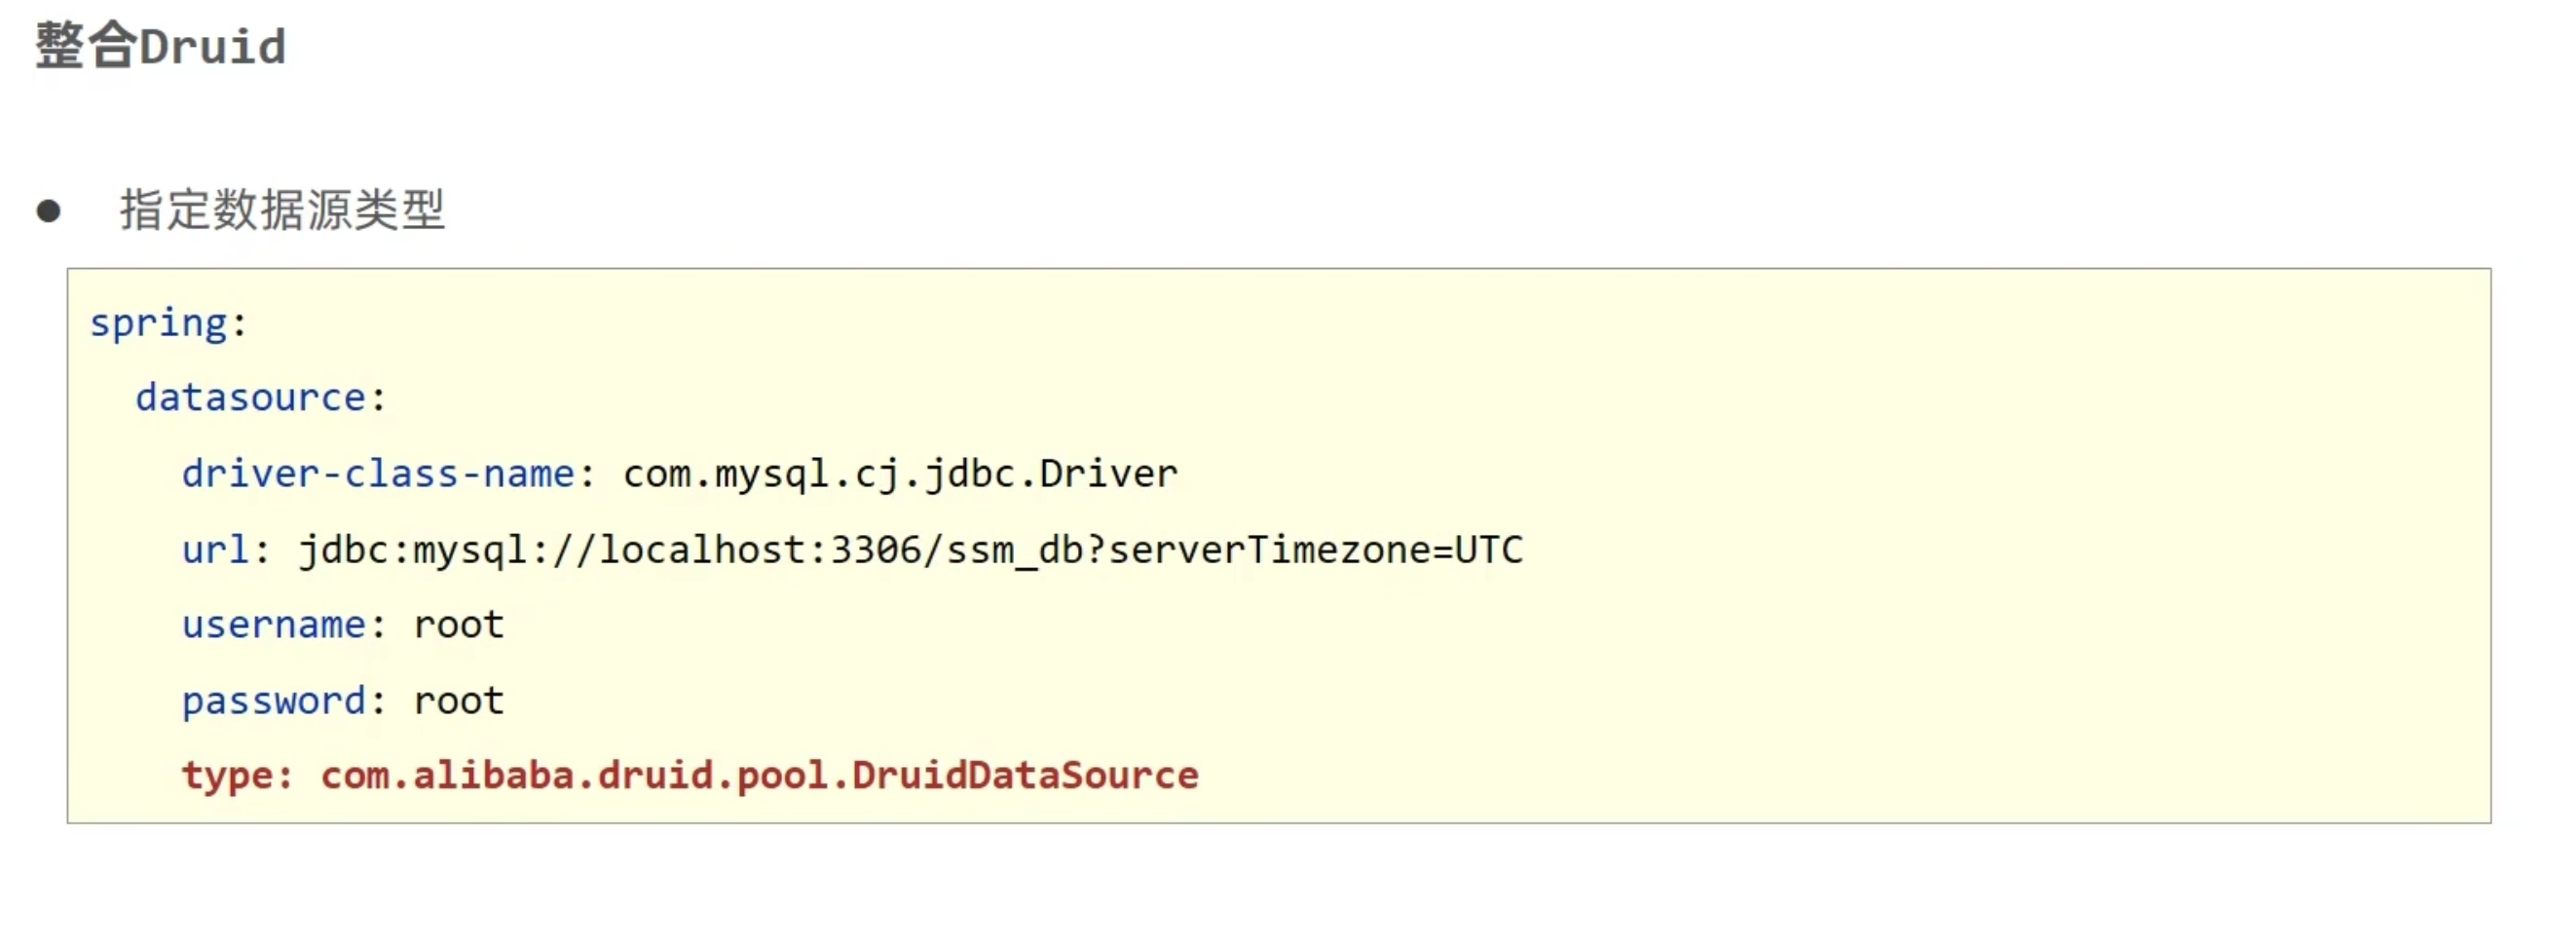 整合Druid
● 指定数据源类型
spring:
  datasource:
    driver-class-name: com.mysql.cj.jdbc.Driver
    url: jdbc:mysql://localhost:3306/ssm_db?serverTimezone=UTC
    username: root
    password: root
    type: com.alibaba.druid.pool.DruidDataSource